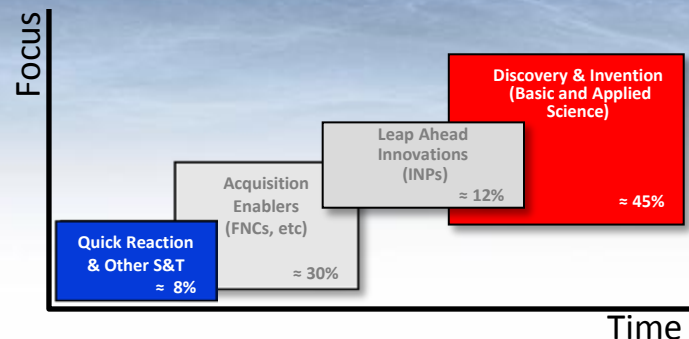 Focus
Discovery & Invention
(Basic and Applied
Science)
≈ 45%
Leap Ahead
Innovations
(INPs)
≈ 12%
Acquisition
Enablers
(FNCs, etc)
≈ 30%
Quick Reaction
& Other S&T
≈ 8%
Time